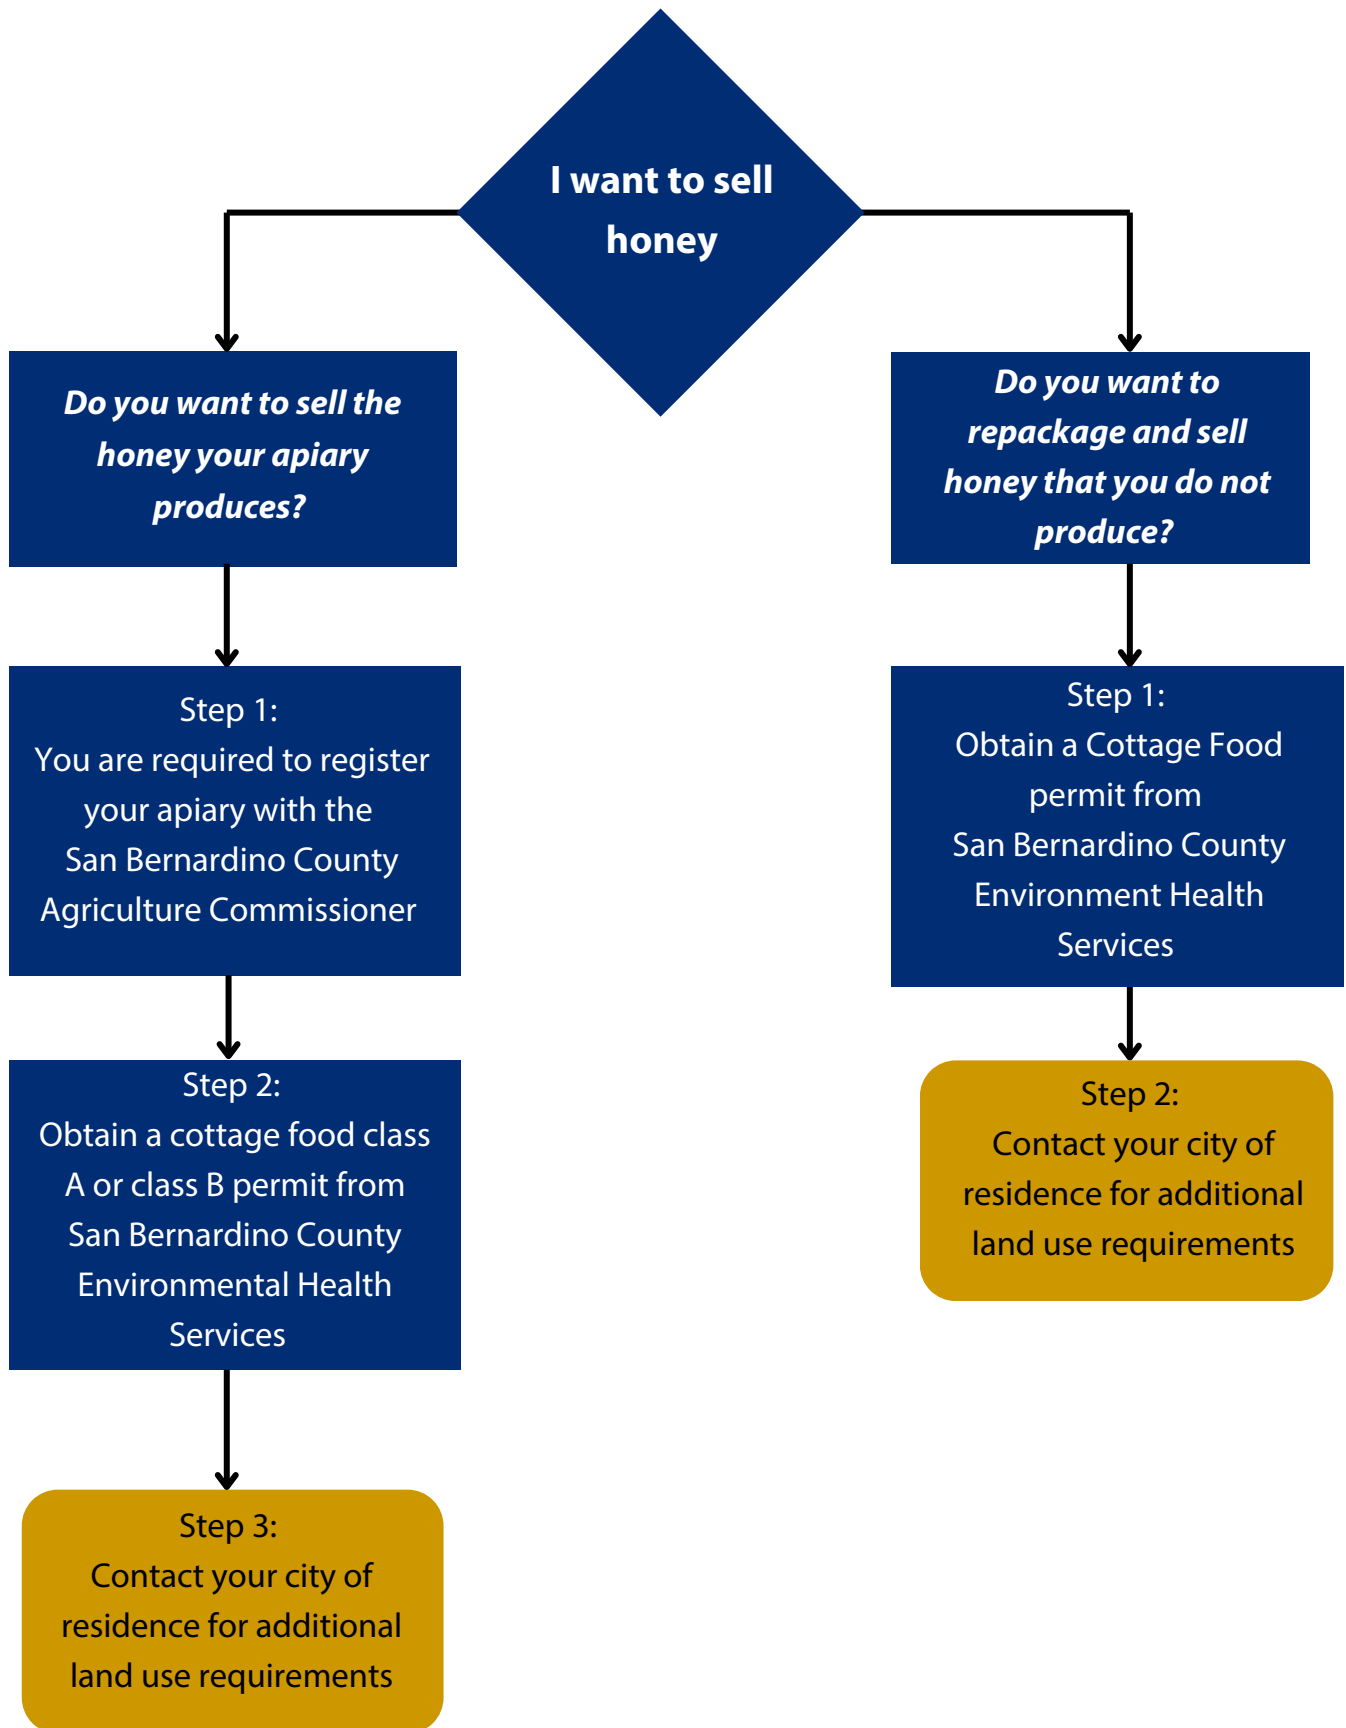 I want to sell
honey
Do you want to sell the
honey your apiary
produces?
Step 1:
You are required to register
your apiary with the
San Bernardino County
Agriculture Commissioner
Step 2:
Obtain a cottage food class
A or class B permit from
San Bernardino County
Environmental Health
Services
Step 3:
Contact your city of
residence for additional
land use requirements
Do you want to
repackage and sell
honey that you do not
produce?
Step 1:
Obtain a Cottage Food
permit from
San Bernardino County
Environment Health
Services
Step 2:
Contact your city of
residence for additional
land use requirements